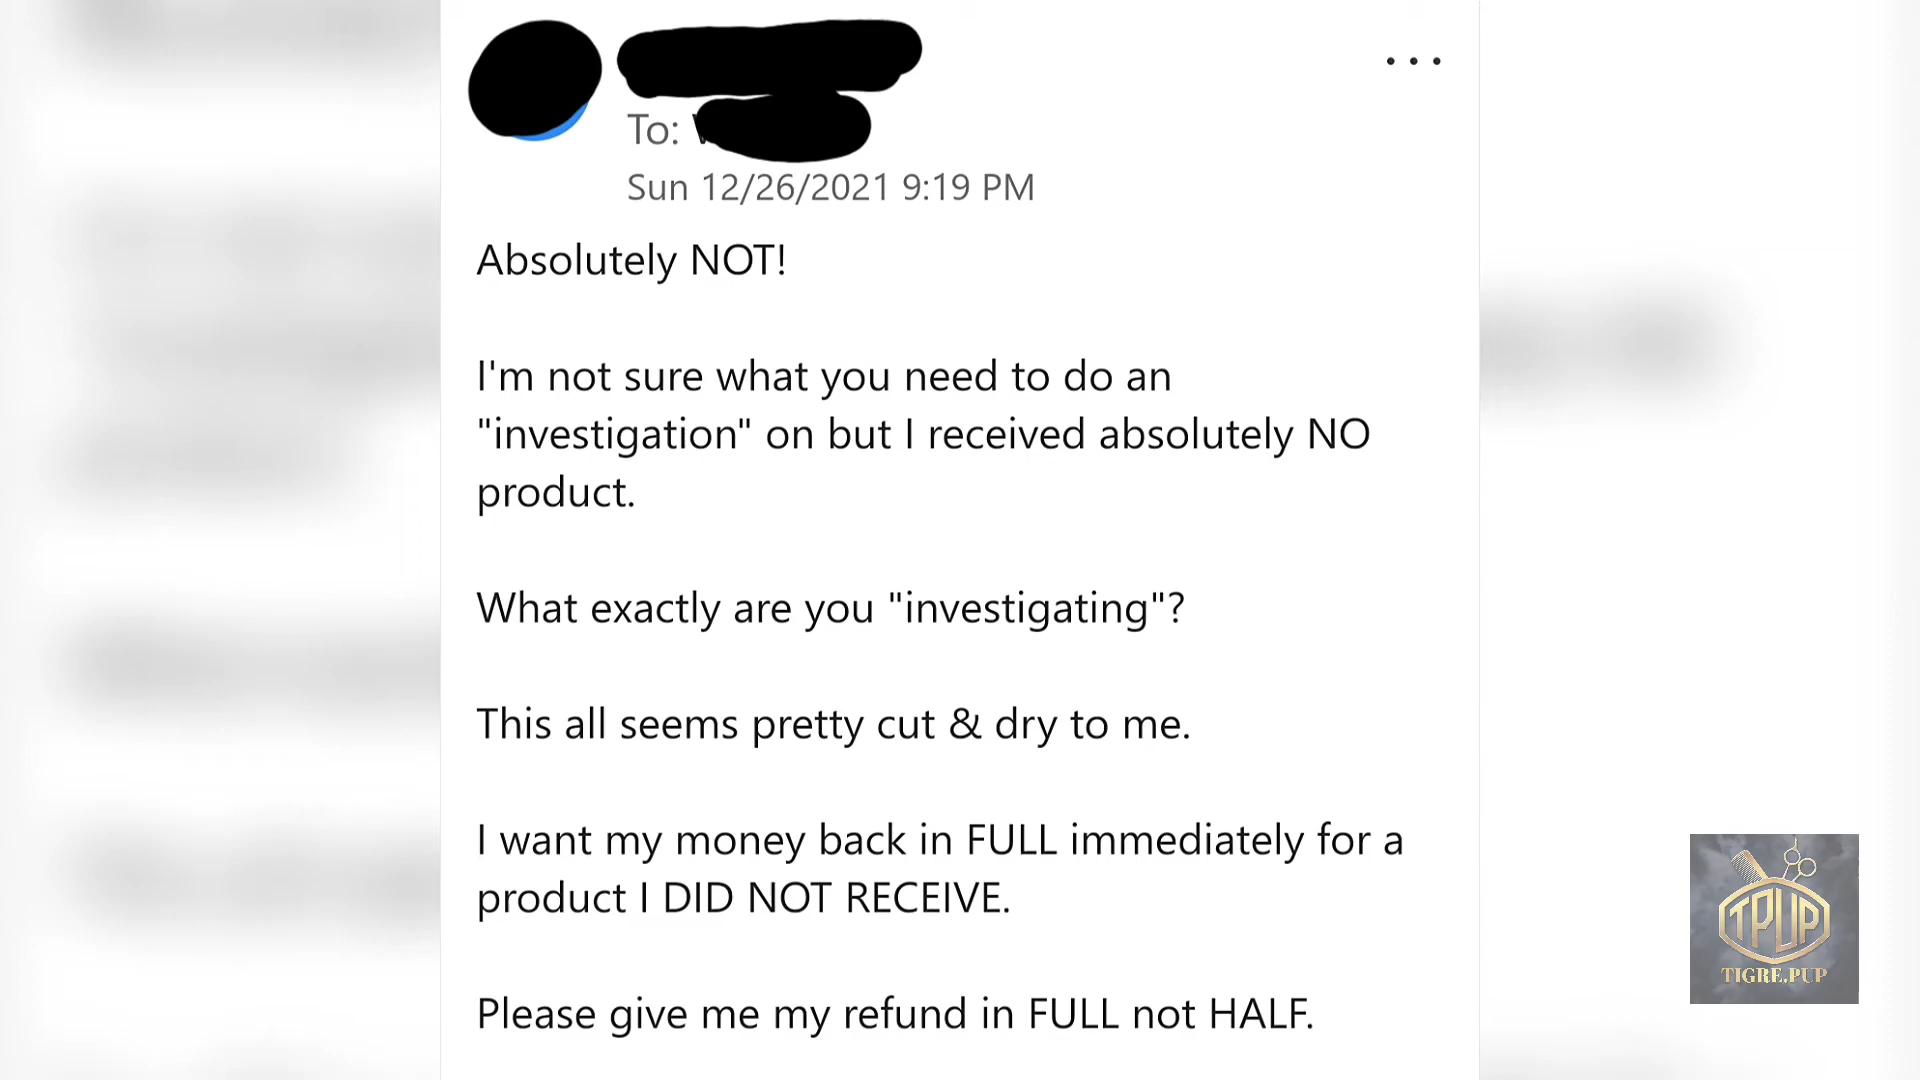 To:
Sun 12/26/2021 9:19 PM
Absolutely NOT!
I'm not sure what you need to do an
"investigation" on but I received absolutely NO
product.
What exactly are you "investigating"?
This all seems pretty cut & dry to me.
I want my money back in FULL immediately for a
product I DID NOT RECEIVE.
Please give me my refund in FULL not HALF.
TPUP
TIGRE.PUP